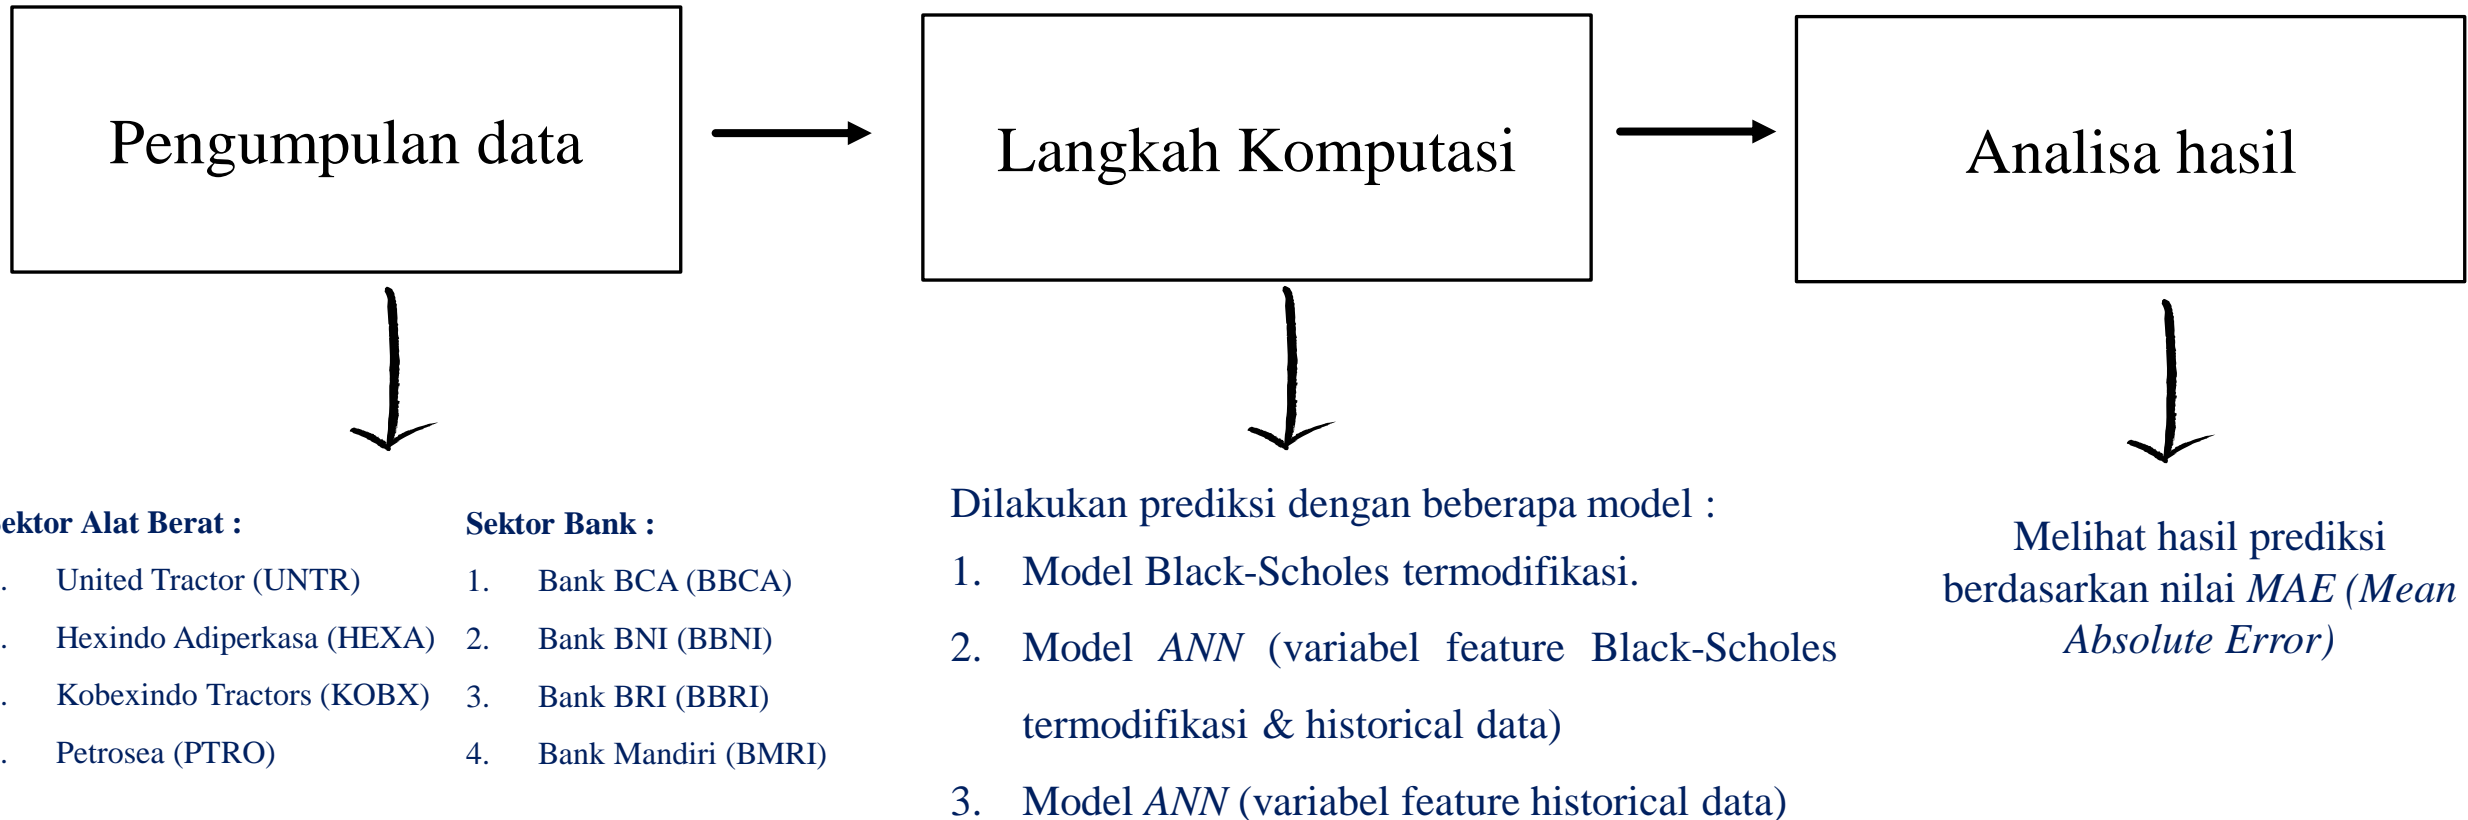 Pengumpulan data
Langkah Komputasi
Analisa hasil
ektor Alat Berat :
. United Tractor (UNTR)
. Hexindo Adiperkasa (HEXA)
. Kobexindo Tractors (KOBX)
. Petrosea (PTRO)
Sektor Bank :
1. Bank BCA (BBCA)
2. Bank BNI (BBNI)
3. Bank BRI (BBRI)
4. Bank Mandiri (BMRI)
Dilakukan prediksi dengan beberapa model :
1. Model Black-Scholes termodifikasi.
2. Model ANN (variabel feature Black-Scholes
termodifikasi & historical data)
3. Model ANN (variabel feature historical data)
Melihat hasil prediksi
berdasarkan nilai MAE (Mean
Absolute Error)